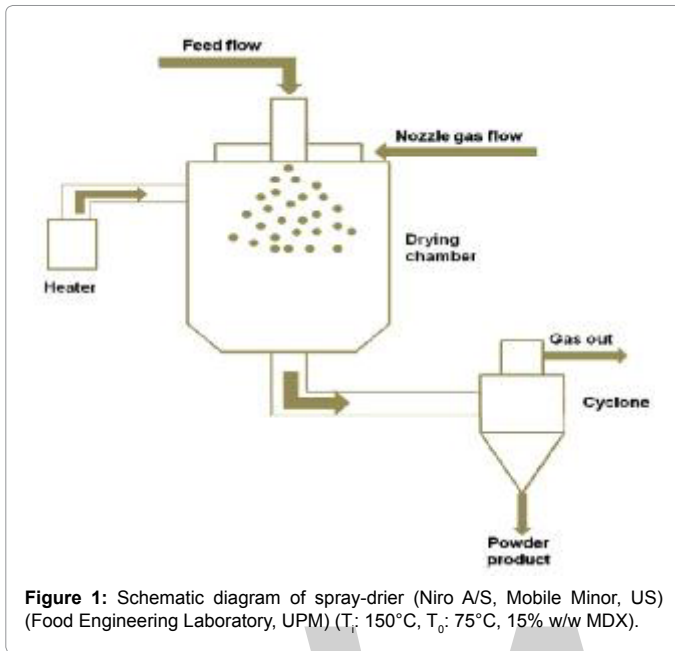 Feed flow
Nozzle gas flow
Drying
chamber
Heater
Gas out
Cyclone
Powder
product
Figure 1: Schematic diagram of spray-drier (Niro A/S, Mobile Minor, US)
(Food Engineering Laboratory, UPM) (Ti: 150°C, T0: 75°C, 15% w/w MDX).